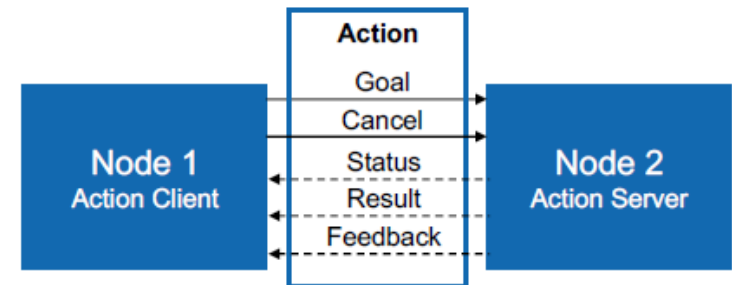 Action
Goal
Cancel
Status
Result
Feedback
Node 1
Action Client
Node 2
Action Server